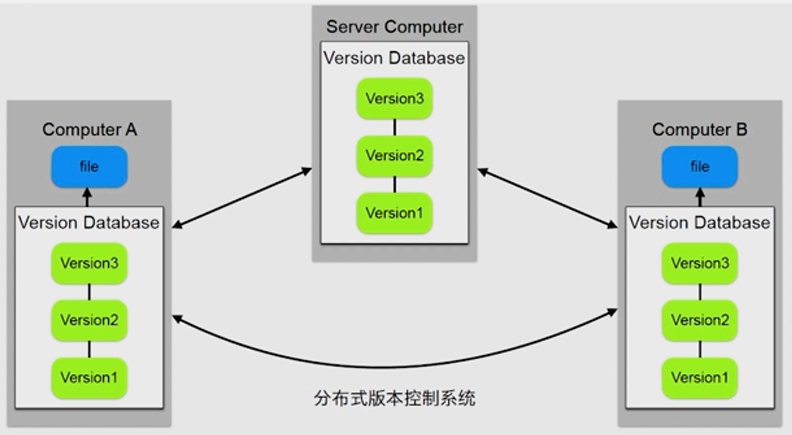 Server Computer
Version Database
Version3
Version2
Version1
Computer A
file
Version Database
Version3
Version2
Version1
Computer B
file
Version Database
Version3
Version2
Version1
分布式版本控制系统